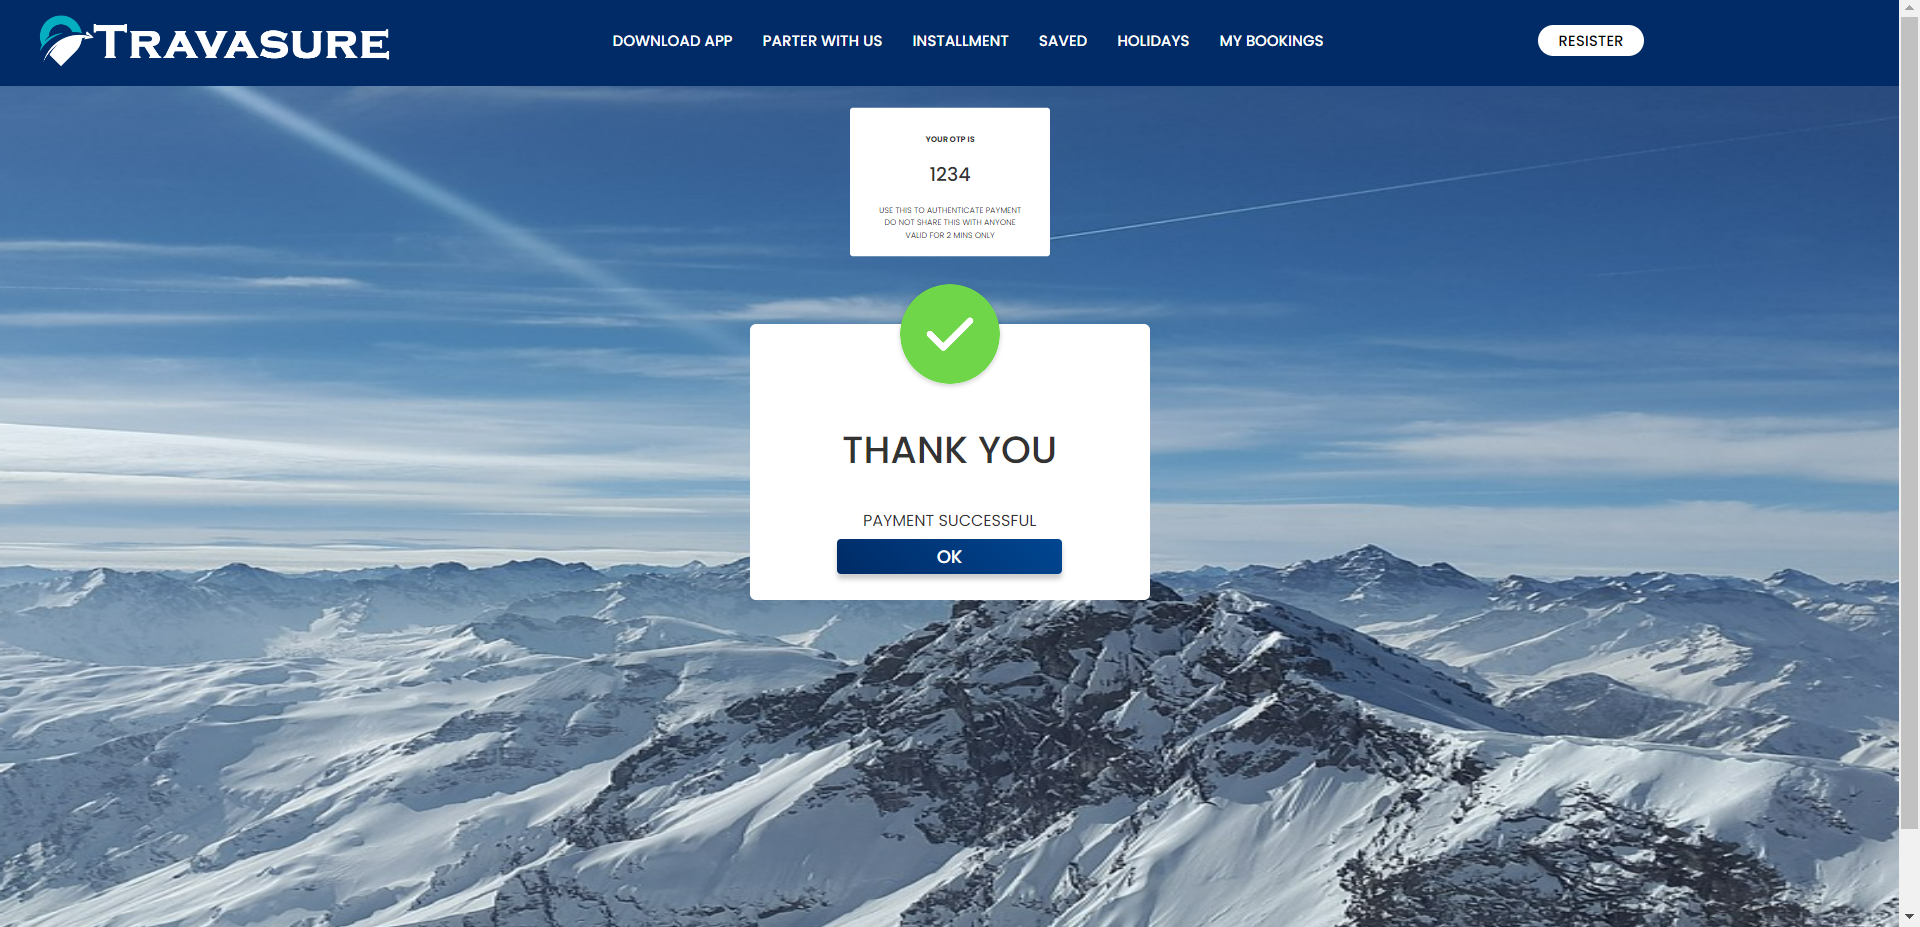 TRAVASURE
DOWNLOAD APP PARTER WITH US INSTALLMENT SAVED HOLIDAYS MY BOOKINGS
RESISTER
YOUR OTP IS
1234
USE THIS TO AUTHENTICATE PAYMENT
DO NOT SHARE THIS WITH ANYONE
VALID FOR 2 MINS ONLY
THANK YOU
PAYMENT SUCCESSFUL
OK